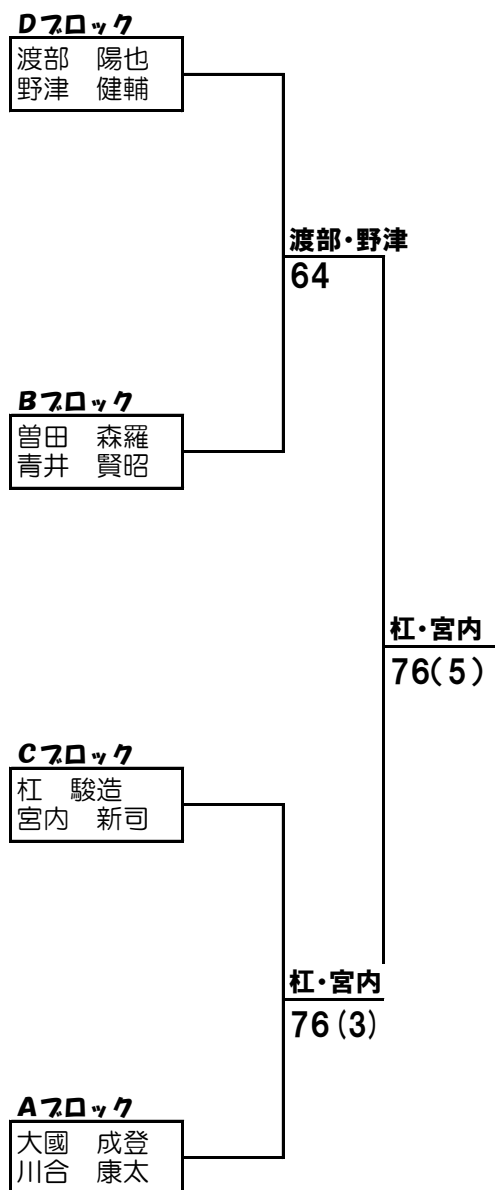 Dブロック
渡部　陽也
野津　健輔
渡部・野津
64
Bブロック
曽田　森羅
青井　賢昭
杠・宮内
76(5)
Cブロック
杠　駿造
宮内　新司
杠・宮内
76(3)
Aブロック
大國　成登
川合　康太